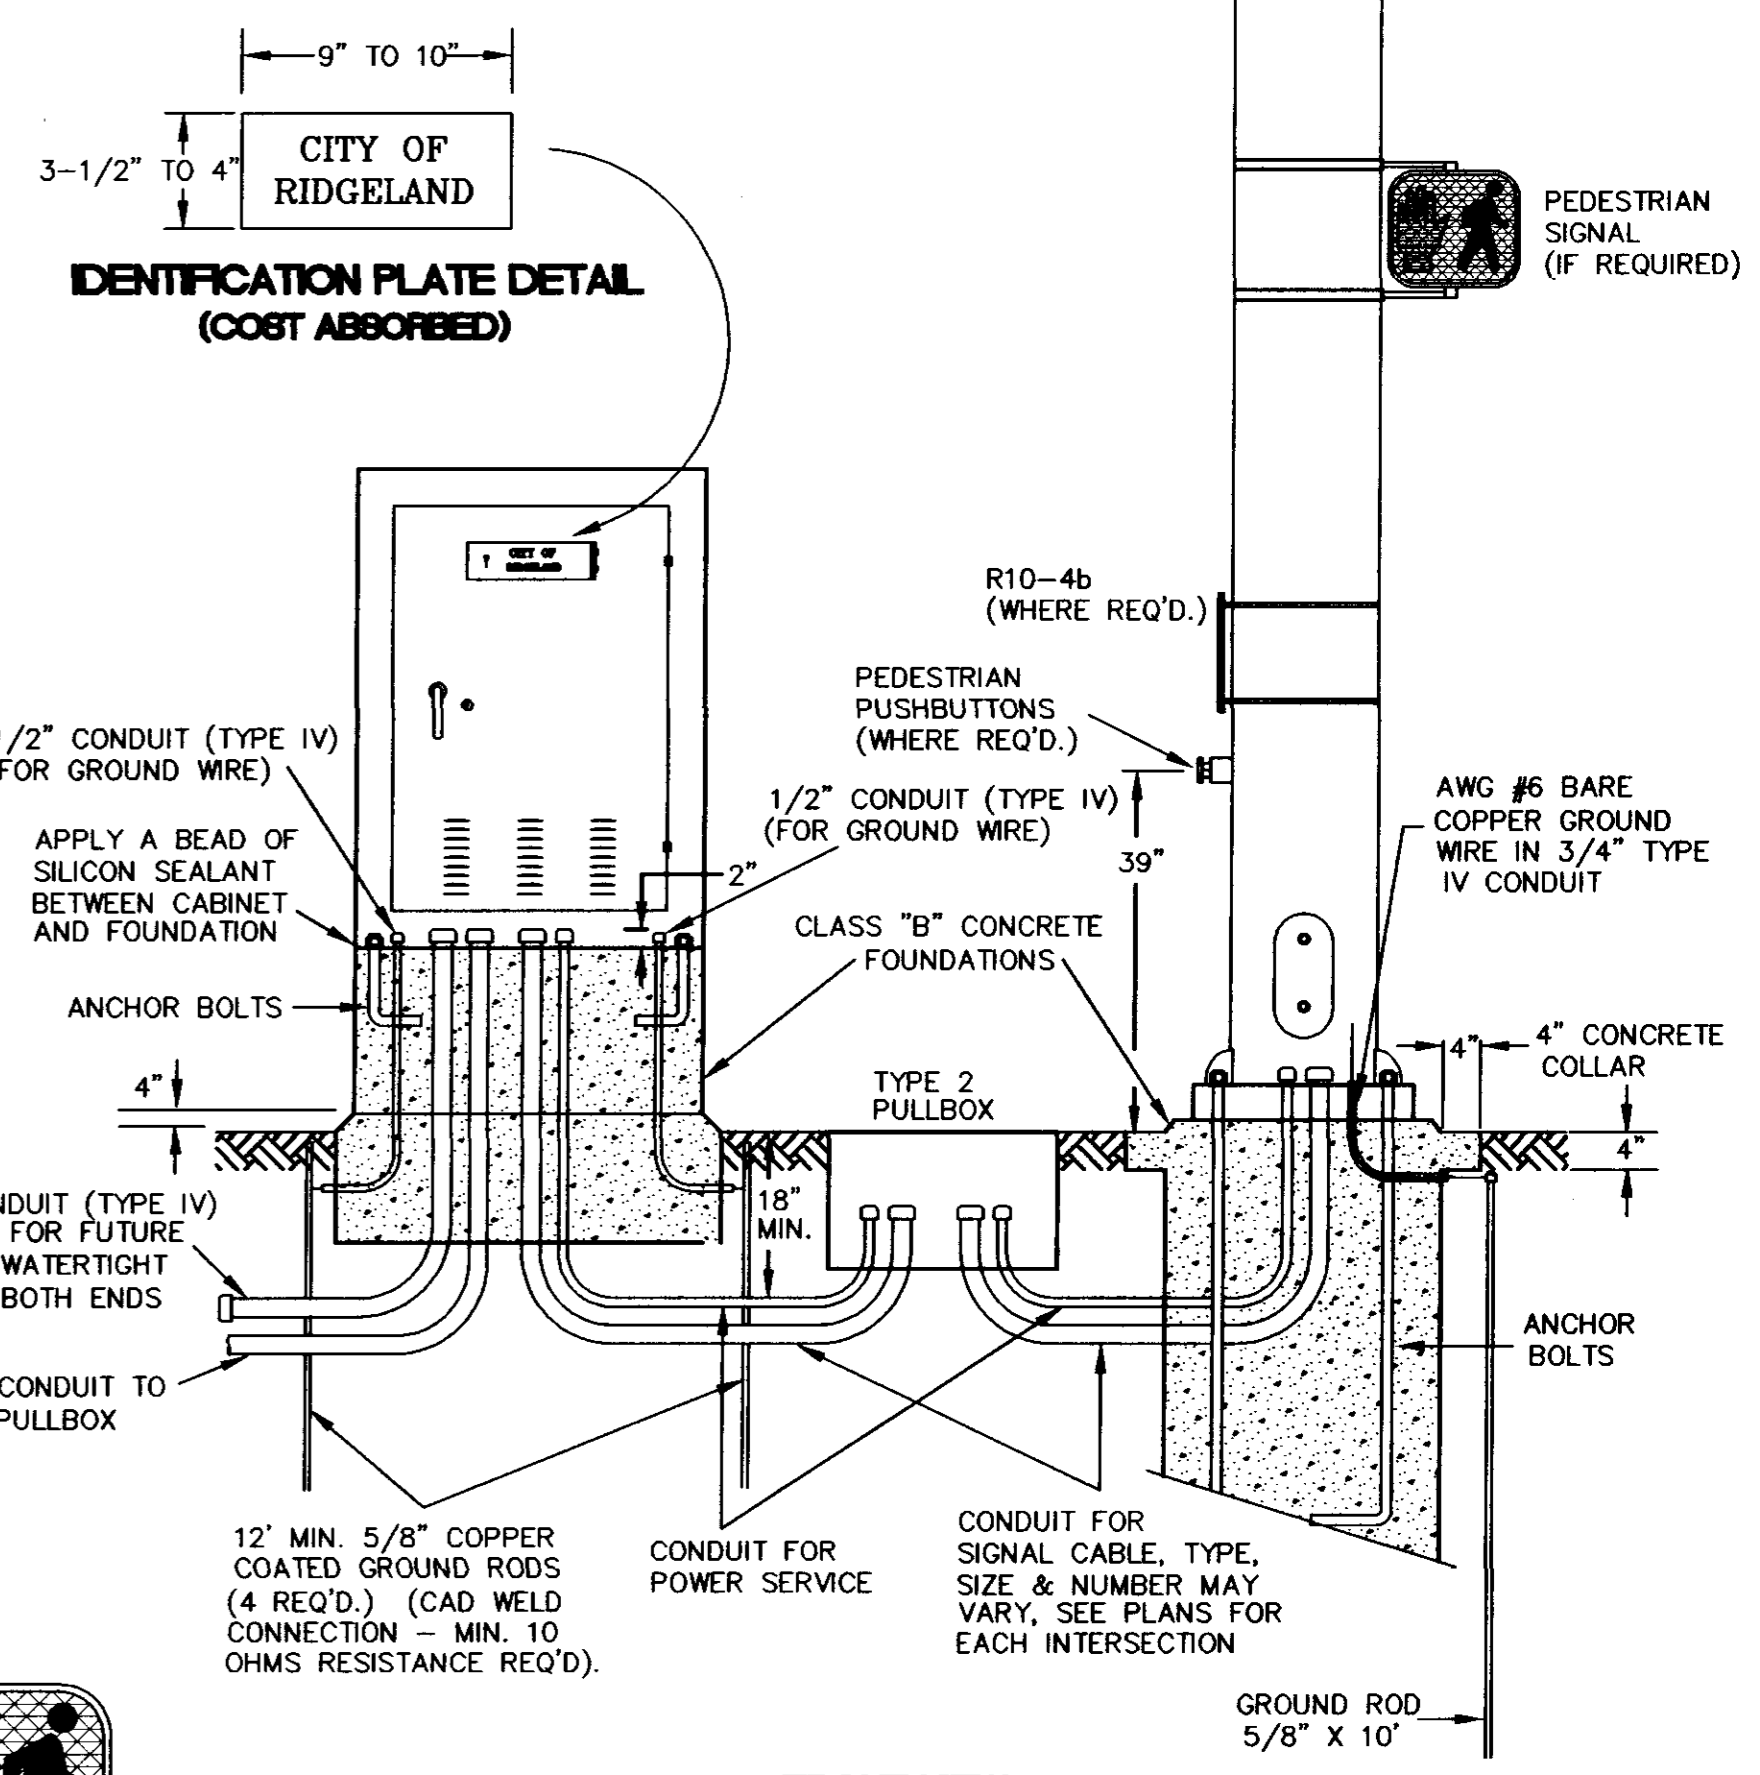 9" TO 10"
3-1/2" TO 4"
CITY OF
RIDGELAND
IDENTIFICATION PLATE DETAIL
(COST ABSORBED)
PEDESTRIAN
SIGNAL
(IF REQUIRED)
CITY OF
RIDGELAND
R10-4b
(WHERE REQ'D.)
PEDESTRIAN
PUSHBUTTONS
(WHERE REQ'D.)
/2" CONDUIT (TYPE IV)
FOR GROUND WIRE)
1/2" CONDUIT (TYPE IV)
(FOR GROUND WIRE)
AWG #6 BARE
COPPER GROUND
WIRE IN 3/4" TYPE
IV CONDUIT
APPLY A BEAD OF
SILICON SEALANT
BETWEEN CABINET
AND FOUNDATION
2"
39"
CLASS "B" CONCRETE
FOUNDATIONS
ANCHOR BOLTS
4"
4" CONCRETE
COLLAR
4"
TYPE 2
PULLBOX
4"
18"
MIN.
NDUIT (TYPE IV)
FOR FUTURE
WATERTIGHT
BOTH ENDS
ANCHOR
BOLTS
CONDUIT TO
PULLBOX
12' MIN. 5/8" COPPER
COATED GROUND RODS
(4 REQ'D.) (CAD WELD
CONNECTION – MIN. 10
OHMS RESISTANCE REQ'D).
CONDUIT FOR
POWER SERVICE
CONDUIT FOR
SIGNAL CABLE, TYPE,
SIZE & NUMBER MAY
VARY, SEE PLANS FOR
EACH INTERSECTION
GROUND ROD
5/8" X 10'